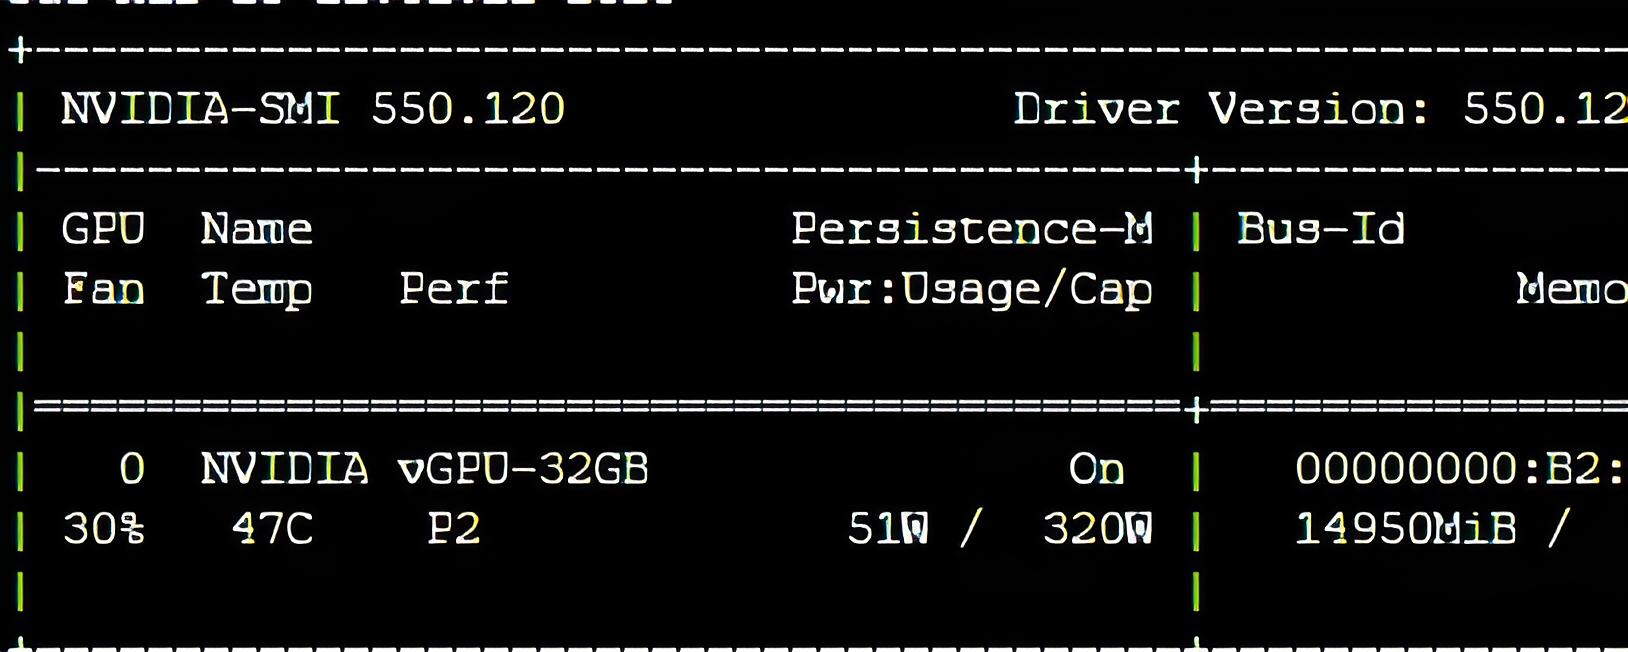 NVIDIA-SMI 550.120 Driver Version: 550.12
GPU Name Persistence-M | Bus-Id
Fan Temp Perf Pwr:Usage/Cap | Memo
0 NVIDIA vGPU-32GB On | 00000000:B2:
30% 47C P2 51W / 320W | 14950MiB /